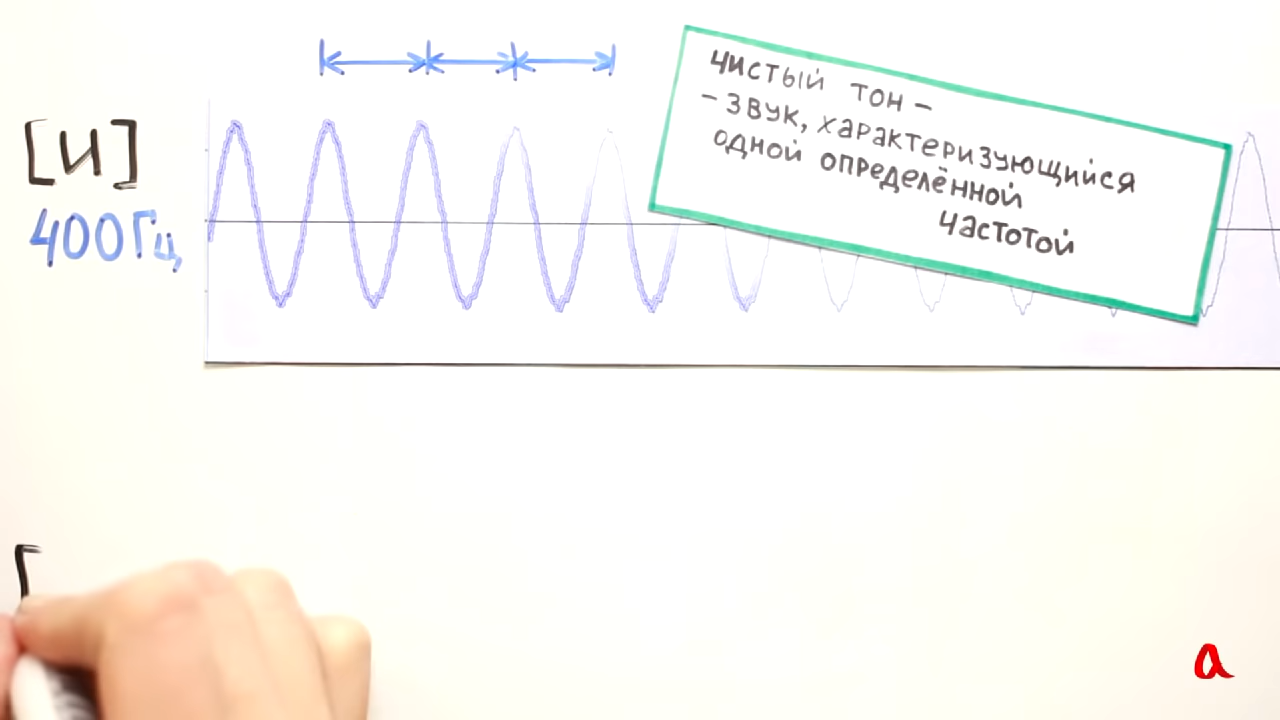 [И]
400Гц
чистый тон –
– звук, характеризующийся
одной определённой
частотой
[
а